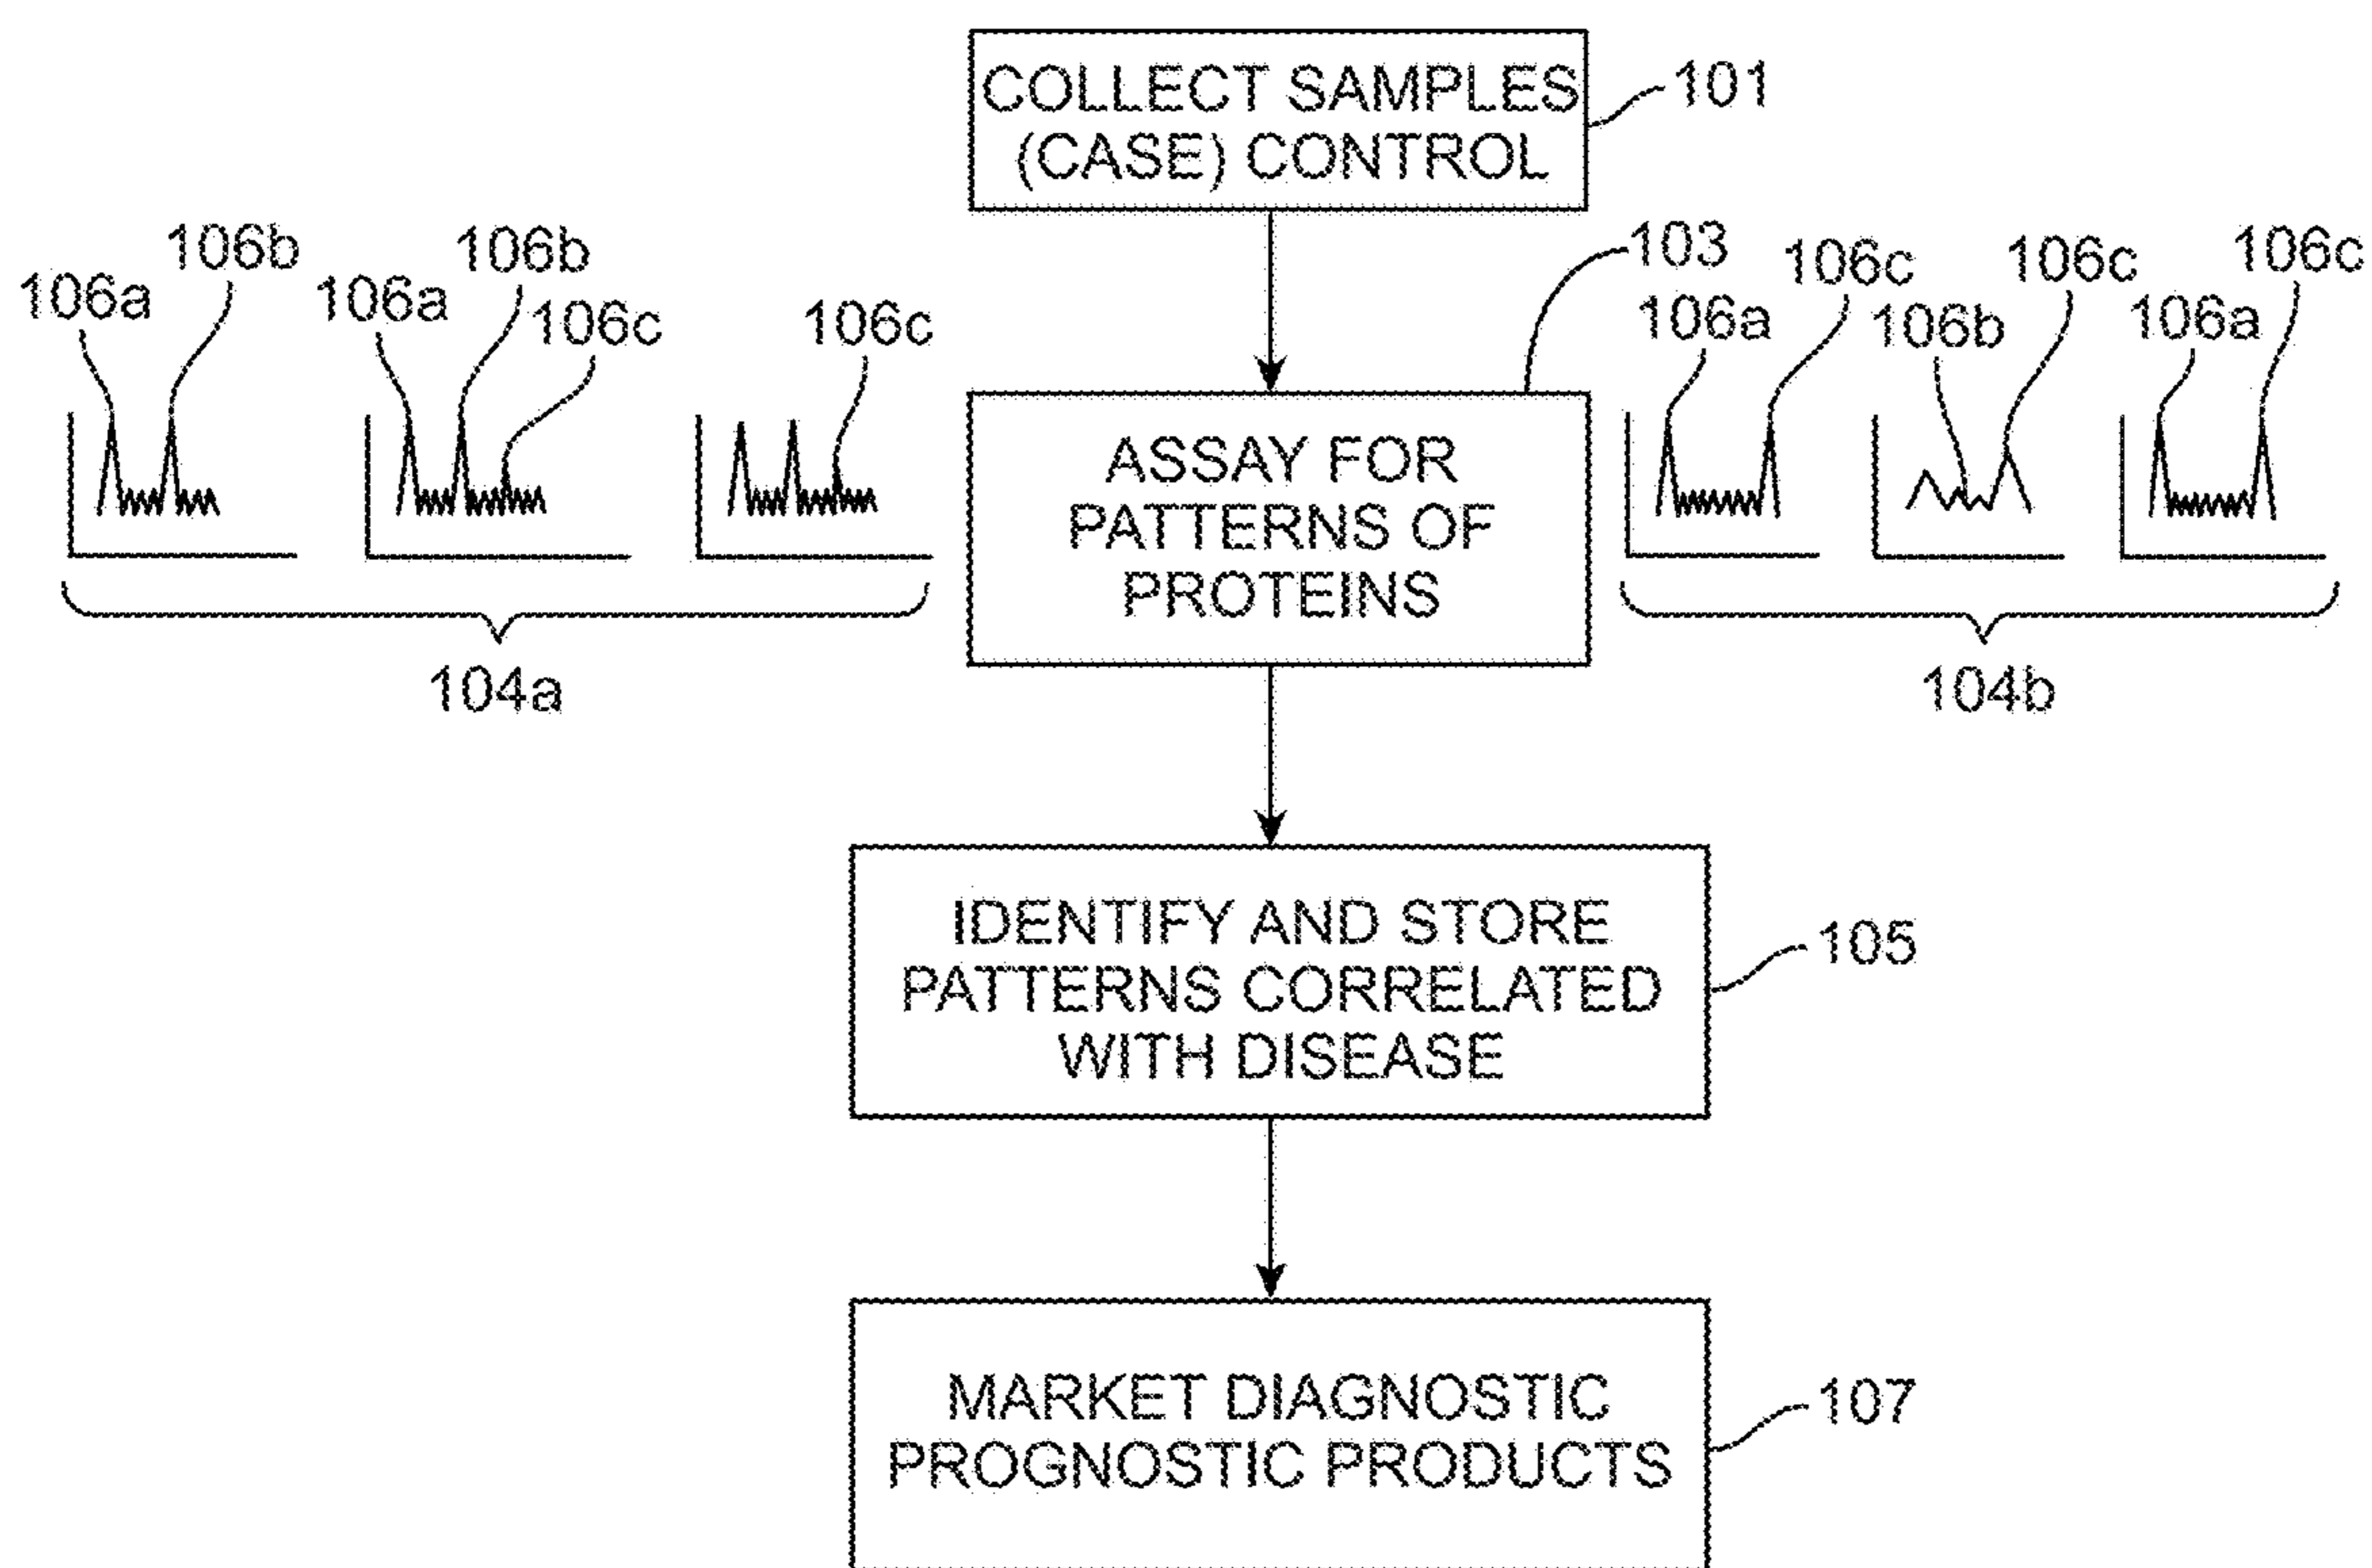 COLLECT SAMPLES
(CASE) CONTROL
101
106a
106b
106a
106b
106c
106c
103
106a
106c
106b
106c
106a
106c
ASSAY FOR
PATTERNS OF
PROTEINS
104a
104b
IDENTIFY AND STORE
PATTERNS CORRELATED
WITH DISEASE
105
MARKET DIAGNOSTIC
PROGNOSTIC PRODUCTS
107